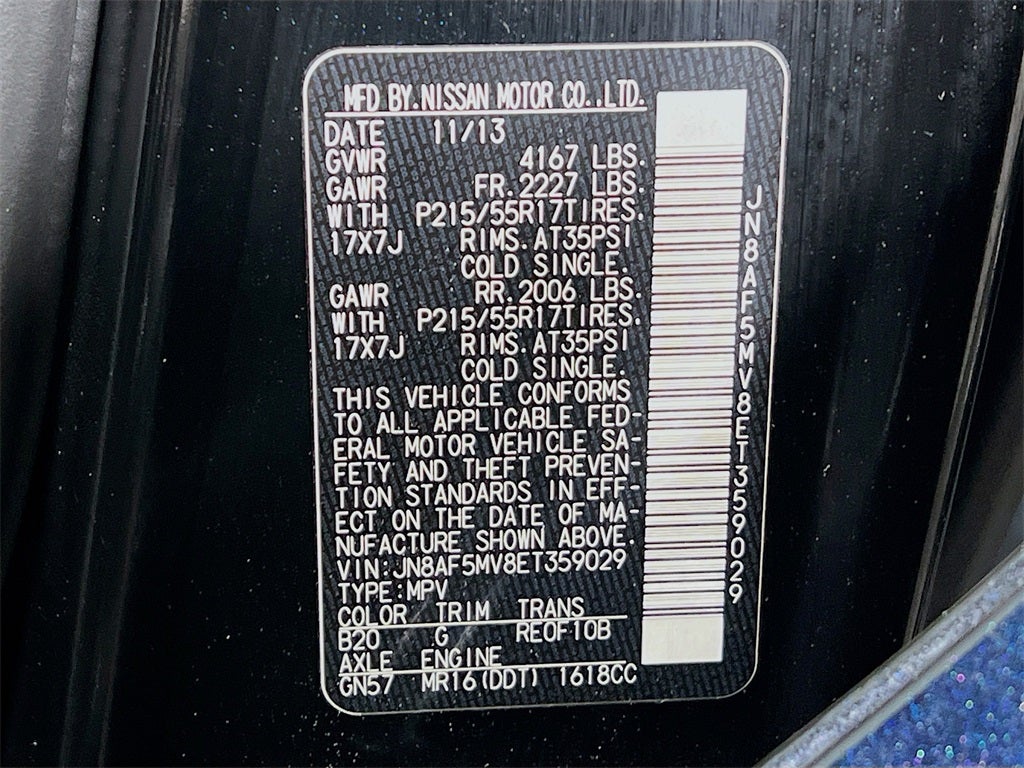 MFD BY.NISSAN MOTOR CO.,LTD.
DATE 11/13
GVWR 4167 LBS.
GAWR FR.2227 LBS.
WITH P215/55R17TIRES.
17X7J RIMS.AT35PSI
COLD SINGLE.
GAWR RR.2006 LBS.
WITH P215/55R17TIRES.
17X7J RIMS.AT35PSI
COLD SINGLE.
THIS VEHICLE CONFORMS
TO ALL APPLICABLE FED-
ERAL MOTOR VEHICLE SA-
FETY AND THEFT PREVEN-
TION STANDARDS IN EFF-
ECT ON THE DATE OF MA-
NUFACTURE SHOWN ABOVE.
VIN:JN8AF5MV8ET359029
TYPE:MPV
COLOR TRIM TRANS
B20 G RE0F10B
AXLE ENGINE
GN57 MR16(DDT) 1618CC
JN8AF5MV8ET359029